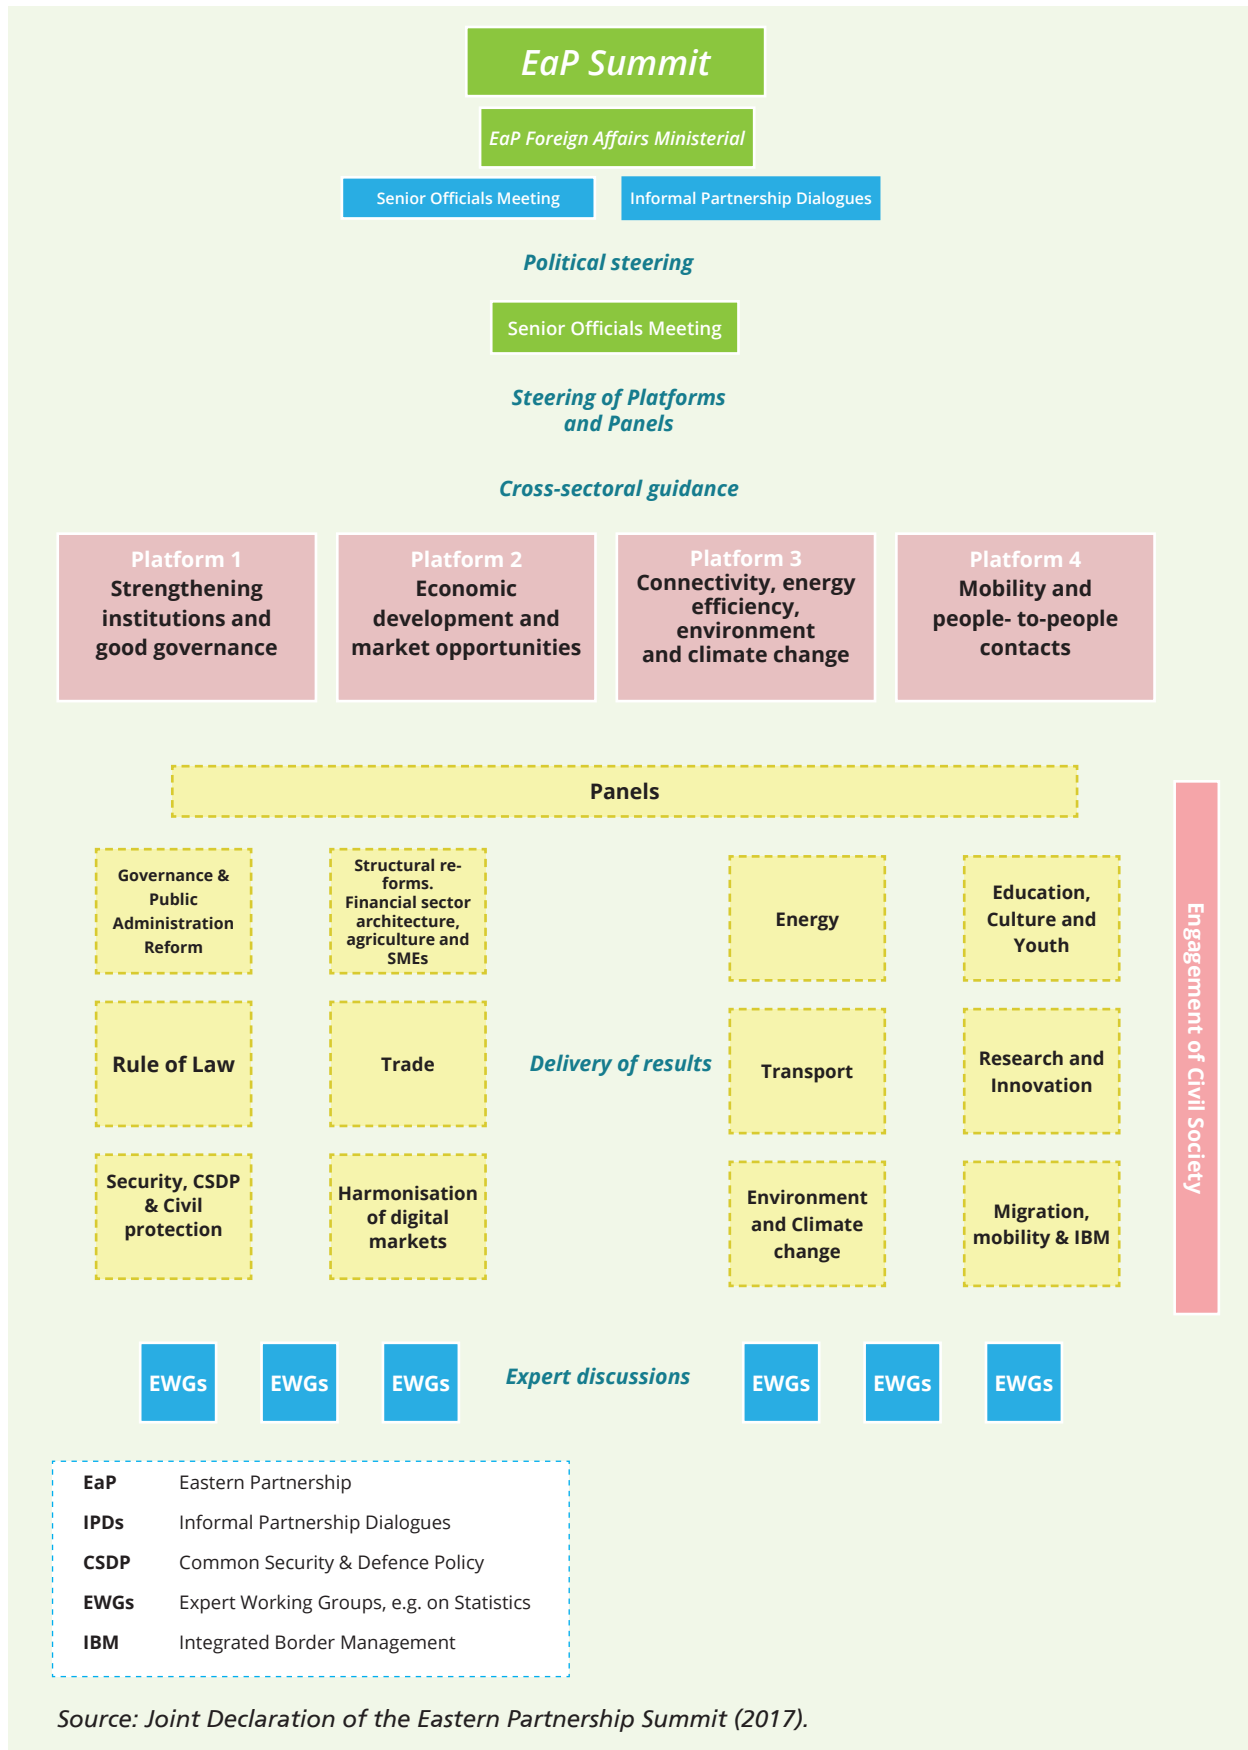 EaP Summit
EaP Foreign Affairs Ministerial
Senior Officials Meeting
Informal Partnership Dialogues
Political steering
Senior Officials Meeting
Steering of Platforms
and Panels
Cross-sectoral guidance
Platform 1
Strengthening
institutions and
good governance
Platform 2
Economic
development and
market opportunities
Platform 3
Connectivity, energy
efficiency,
environment
and climate change
Platform 4
Mobility and
people- to-people
contacts
Panels
Governance &
Public
Administration
Reform
Structural re-
forms.
Financial sector
architecture,
agriculture and
SMEs
Energy
Education,
Culture and
Youth
Rule of Law
Trade
Delivery of results
Transport
Research and
Innovation
Security, CSDP
& Civil
protection
Harmonisation
of digital
markets
Environment
and Climate
change
Migration,
mobility & IBM
Engagement of Civil Society
EWGs
EWGs
EWGs
Expert discussions
EWGs
EWGs
EWGs
EaP Eastern Partnership
IPDs Informal Partnership Dialogues
CSDP Common Security & Defence Policy
EWGs Expert Working Groups, e.g. on Statistics
IBM Integrated Border Management
Source: Joint Declaration of the Eastern Partnership Summit (2017).